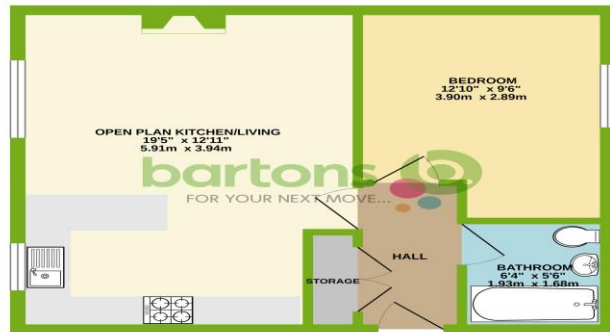 BEDROOM
12'10" x 9'6"
3.90m x 2.89m
OPEN PLAN KITCHEN/LIVING
19'5" x 12'11"
5.91m x 3.94m
bartons
FOR YOUR NEXT MOVE...
HALL
STORAGE
BATHROOM
6'4" x 5'6"
1.93m x 1.68m